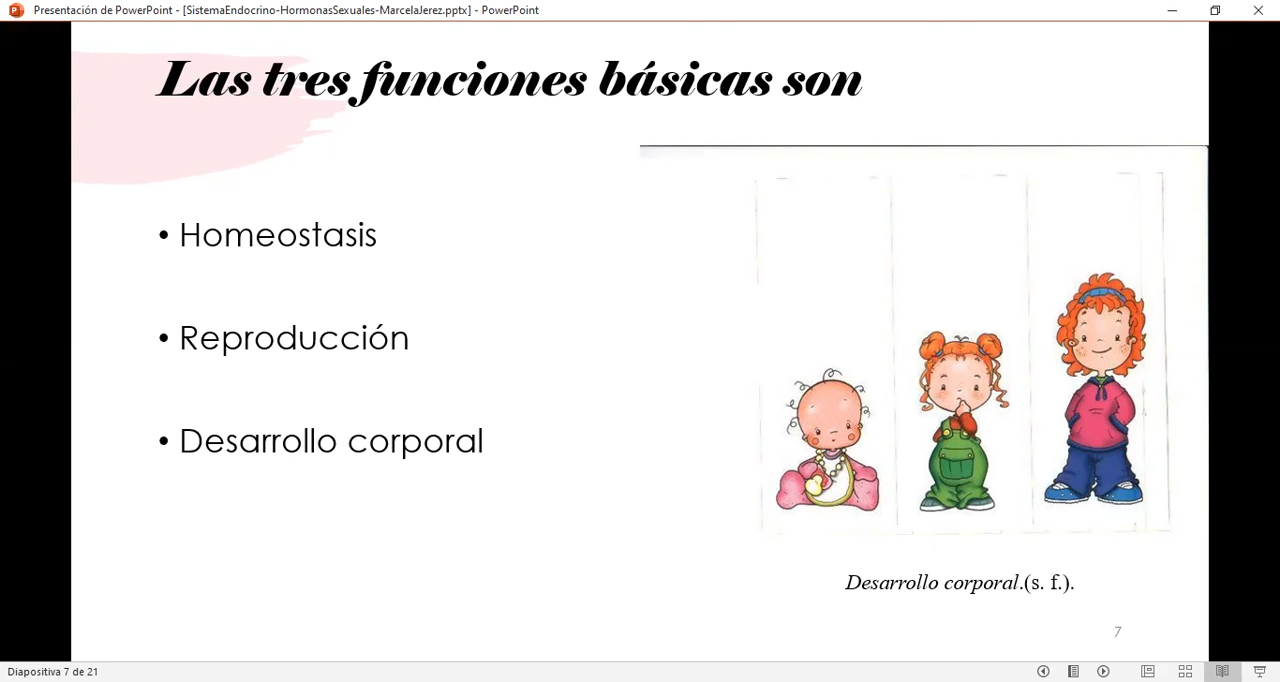 Presentación de PowerPoint - [SistemaEndocrino-HormonasSexuales-MarcelaJerez.pptx] - PowerPoint
Las tres funciones básicas son
• Homeostasis
• Reproducción
• Desarrollo corporal
Desarrollo corporal.(s. f.).
7
Diapositiva 7 de 21